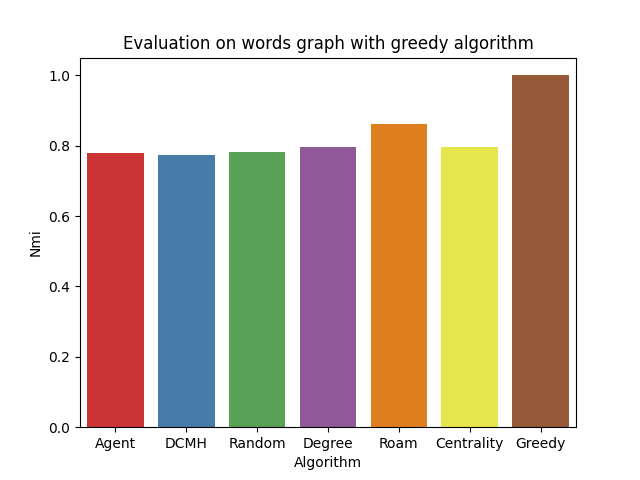 Evaluation on words graph with greedy algorithm
1.0
0.8
0.6
0.4
0.2
0.0
Nmi
Agent DCMH Random Degree Roam Centrality Greedy
Algorithm